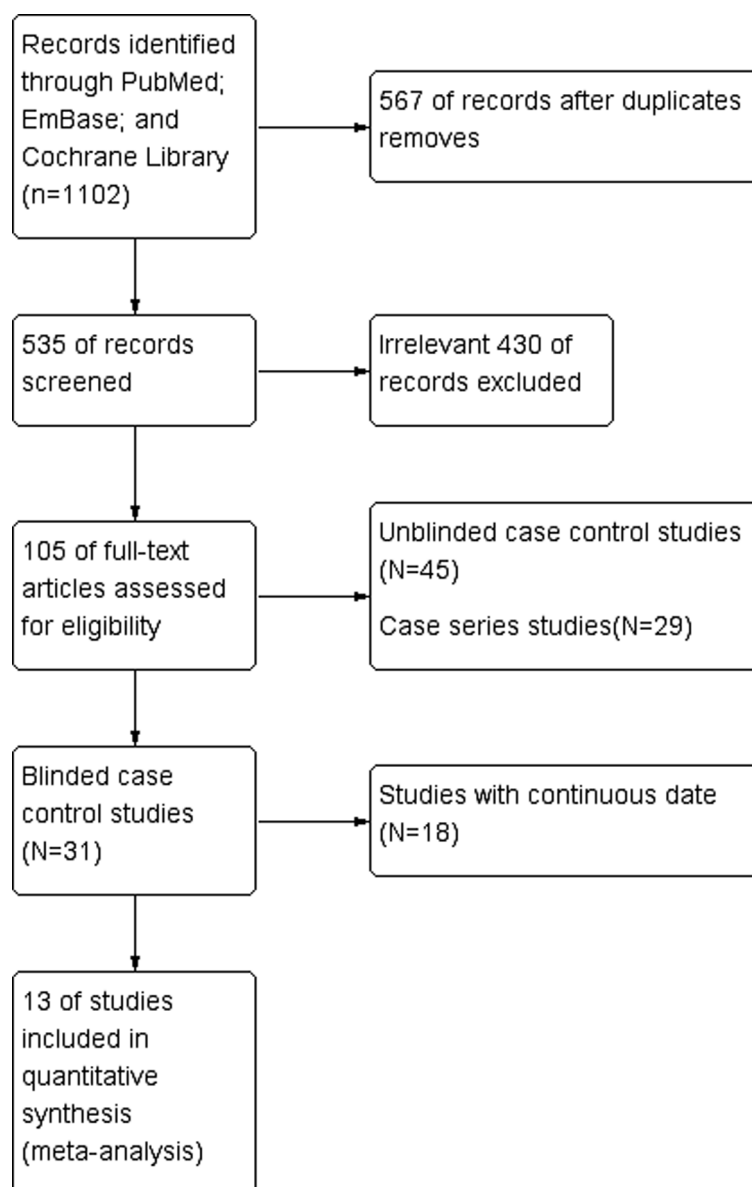 Records identified
through PubMed;
EmBase; and
Cochrane Library
(n=1102)
567 of records after duplicates
removes
535 of records
screened
Irrelevant 430 of
records excluded
105 of full-text
articles assessed
for eligibility
Unblinded case control studies
(N=45)
Case series studies(N=29)
Blinded case
control studies
(N=31)
Studies with continuous date
(N=18)
13 of studies
included in
quantitative
synthesis
(meta-analysis)